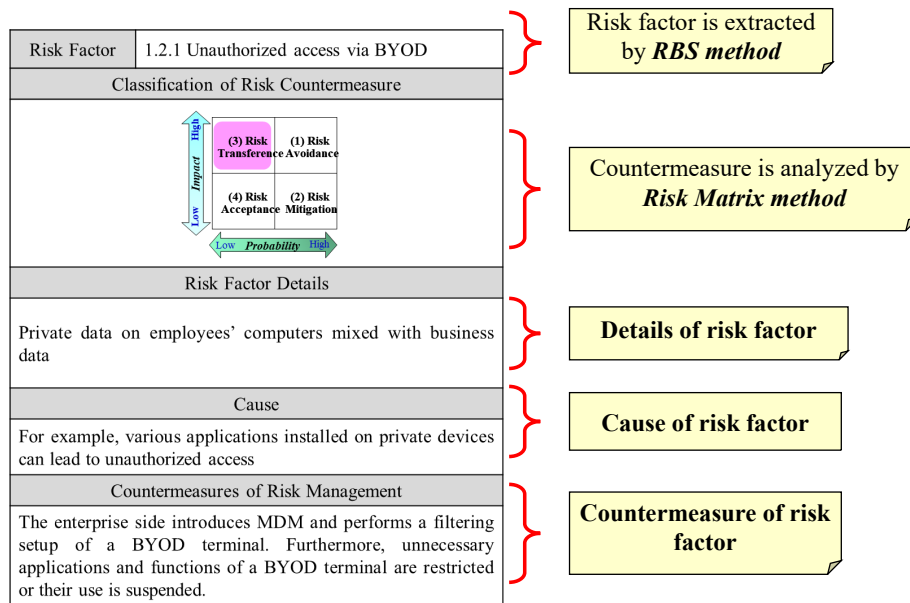 Risk Factor
1.2.1 Unauthorized access via BYOD
Classification of Risk Countermeasure
High
Impact
Low
(3) Risk
Transference
(1) Risk
Avoidance
(4) Risk
Acceptance
(2) Risk
Mitigation
Low Probability High
Risk Factor Details
Private data on employees’ computers mixed with business
data
Cause
For example, various applications installed on private devices
can lead to unauthorized access
Countermeasures of Risk Management
The enterprise side introduces MDM and performs a filtering
setup of a BYOD terminal. Furthermore, unnecessary
applications and functions of a BYOD terminal are restricted
or their use is suspended.
Risk factor is extracted
by RBS method
Countermeasure is analyzed by
Risk Matrix method
Details of risk factor
Cause of risk factor
Countermeasure of risk
factor